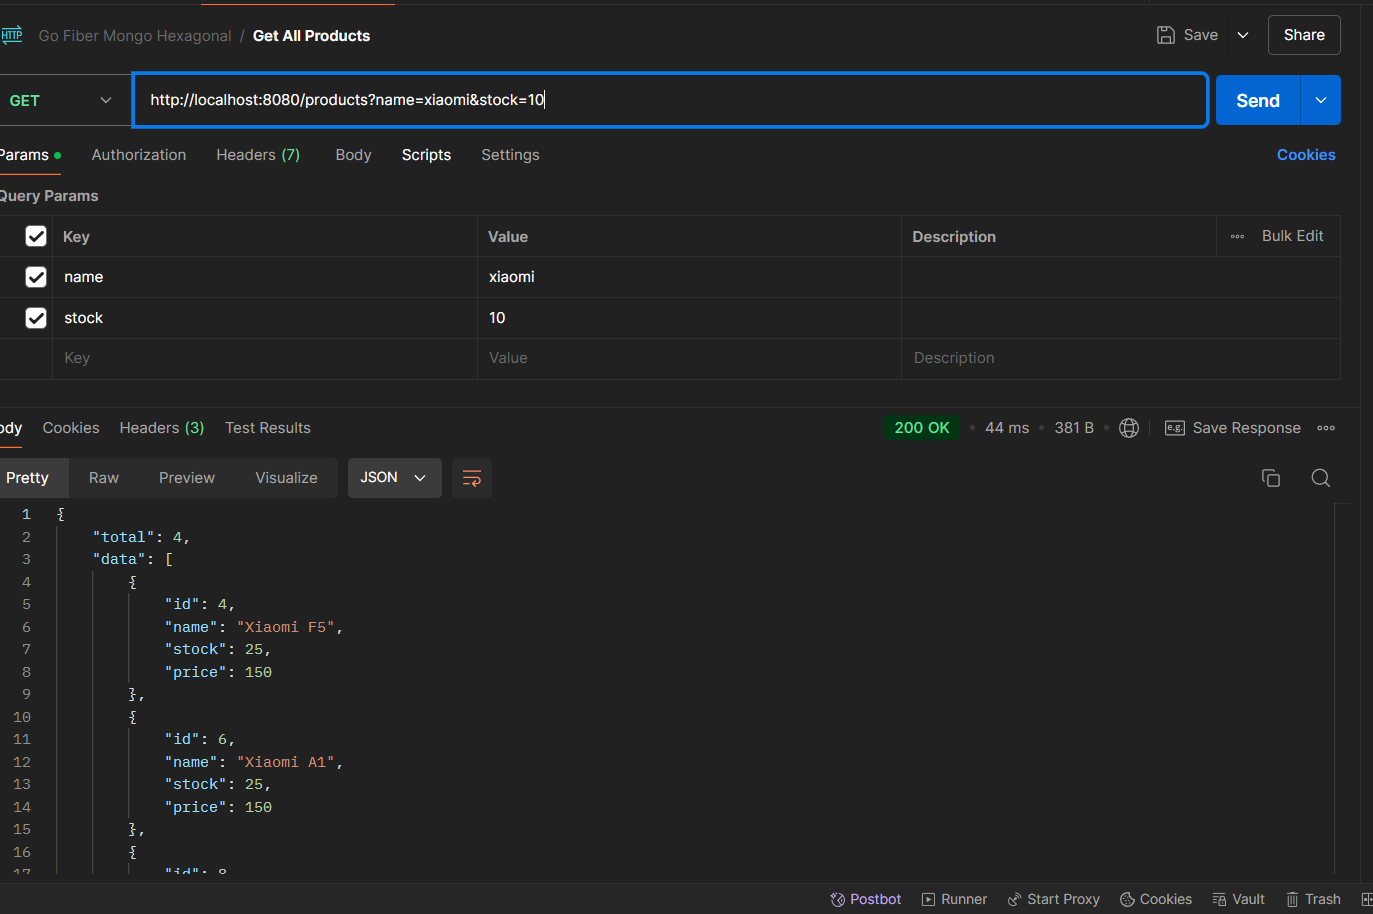 HTTP Go Fiber Mongo Hexagonal / Get All Products Save Share
GET http://localhost:8080/products?name=xiaomi&stock=10 Send
Params Authorization Headers (7) Body Scripts Settings Cookies
Query Params
Key Value Description Bulk Edit
name xiaomi
stock 10
Key Value Description
ody Cookies Headers (3) Test Results 200 OK 44 ms 381 B e.g. Save Response
Pretty Raw Preview Visualize JSON
1 {
2 "total": 4,
3 "data": [
4 {
5 "id": 4,
6 "name": "Xiaomi F5",
7 "stock": 25,
8 "price": 150
9 },
10 {
11 "id": 6,
12 "name": "Xiaomi A1",
13 "stock": 25,
14 "price": 150
15 },
16 {
17 "id": 8
Postbot Runner Start Proxy Cookies Vault Trash